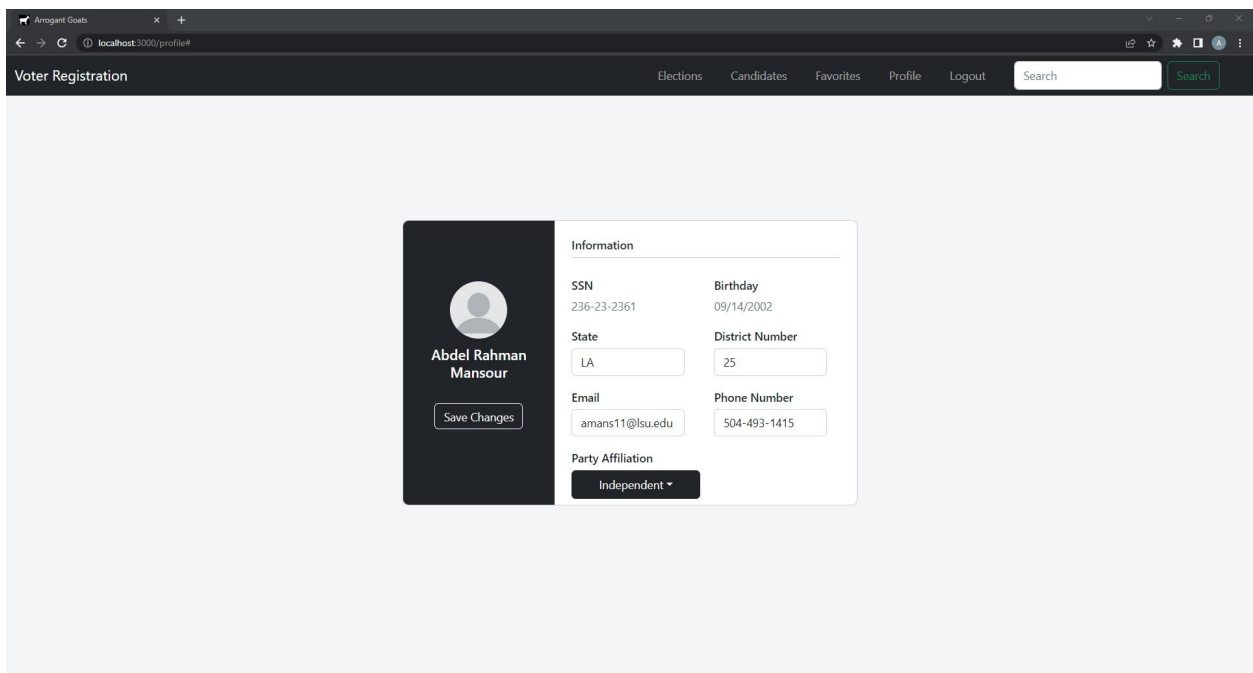 Arrogant Goats
localhost:3000/profile#
A
Voter Registration
Elections
Candidates
Favorites
Profile
Logout
Search
Search
Information
SSN
Birthday
236-23-2361
09/14/2002
State
District Number
LA
25
Abdel Rahman
Mansour
Email
Phone Number
Save Changes
amans11@lsu.edu
504-493-1415
Party Affiliation
Independent